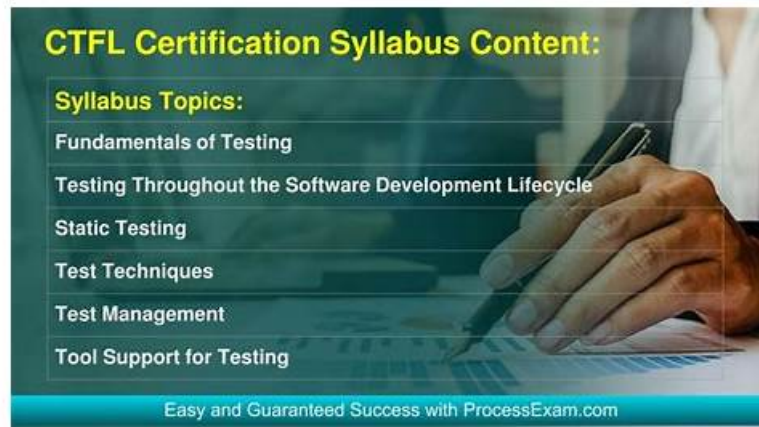 CTFL Certification Syllabus Content:
Syllabus Topics:
Fundamentals of Testing
Testing Throughout the Software Development Lifecycle
Static Testing
Test Techniques
Test Management
Tool Support for Testing
Easy and Guaranteed Success with ProcessExam.com